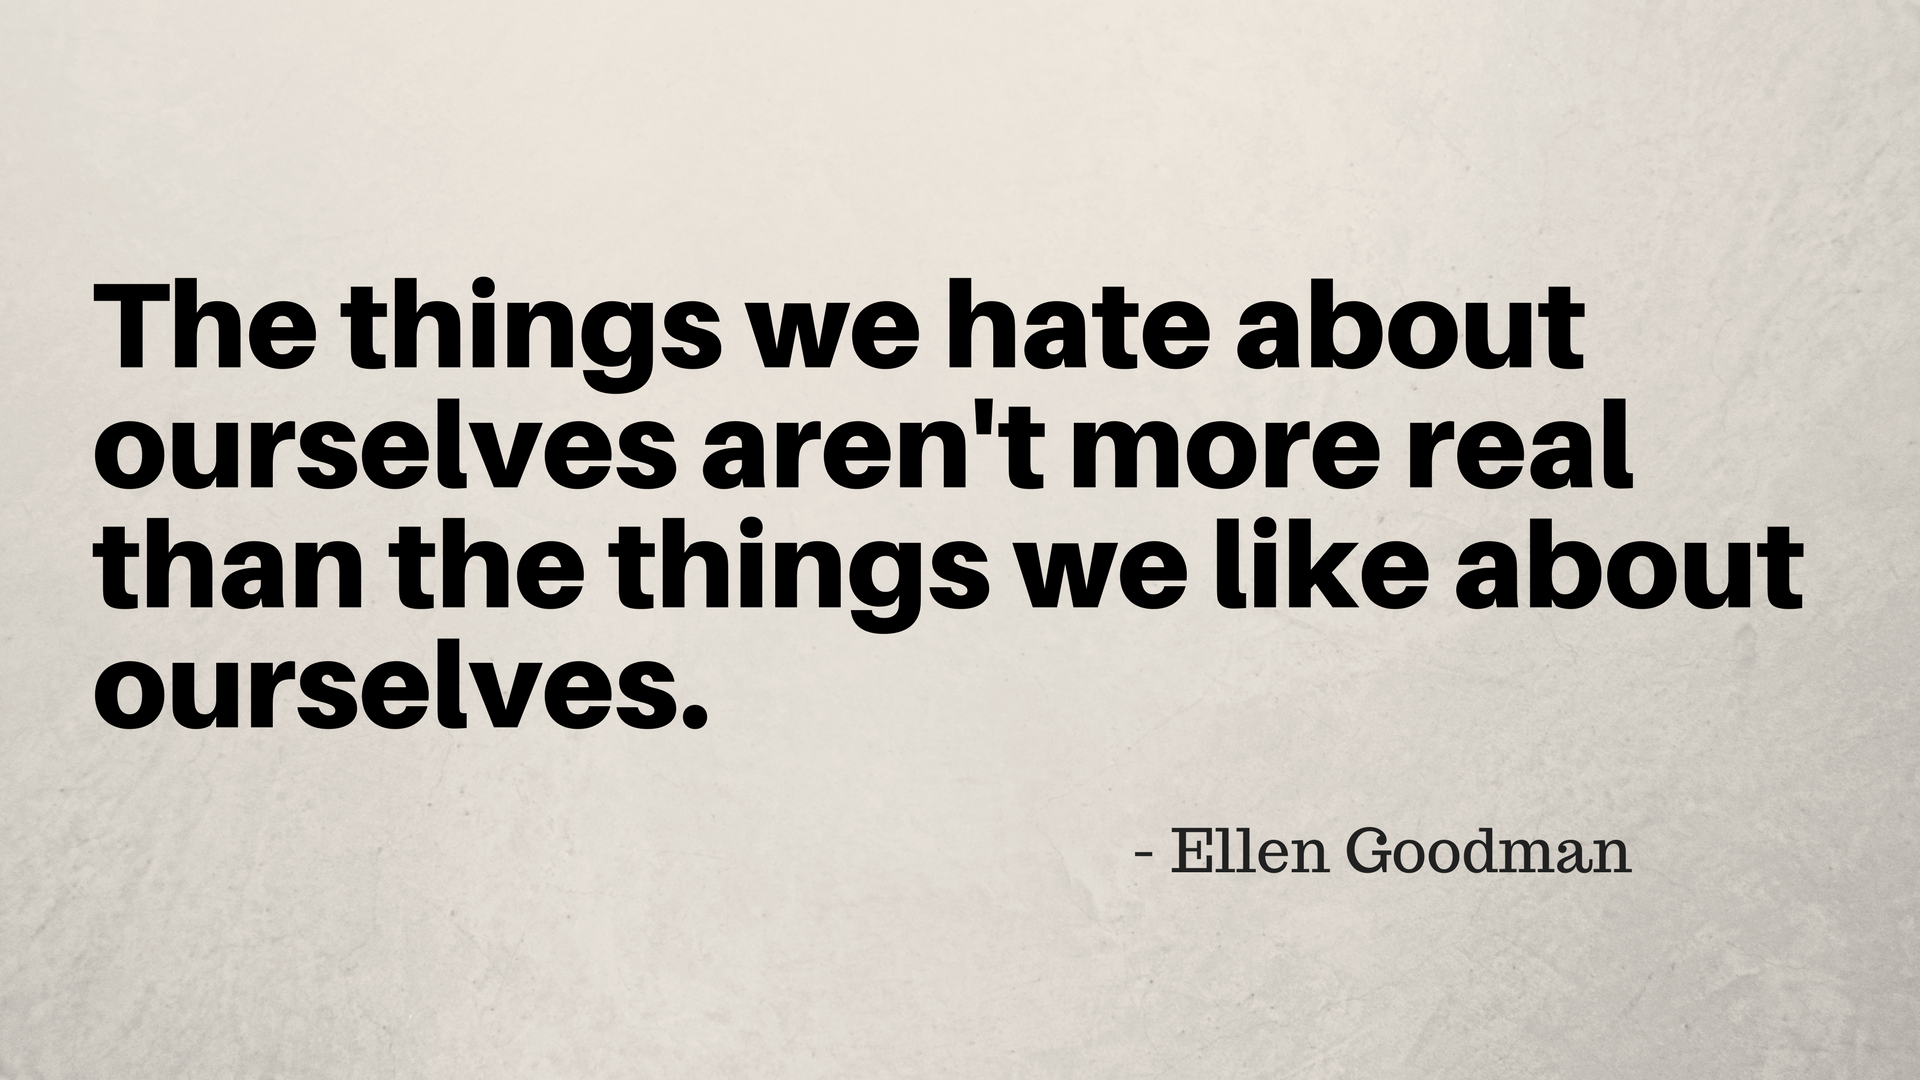 The things we hate about
ourselves aren't more real
than the things we like about
ourselves.
- Ellen Goodman